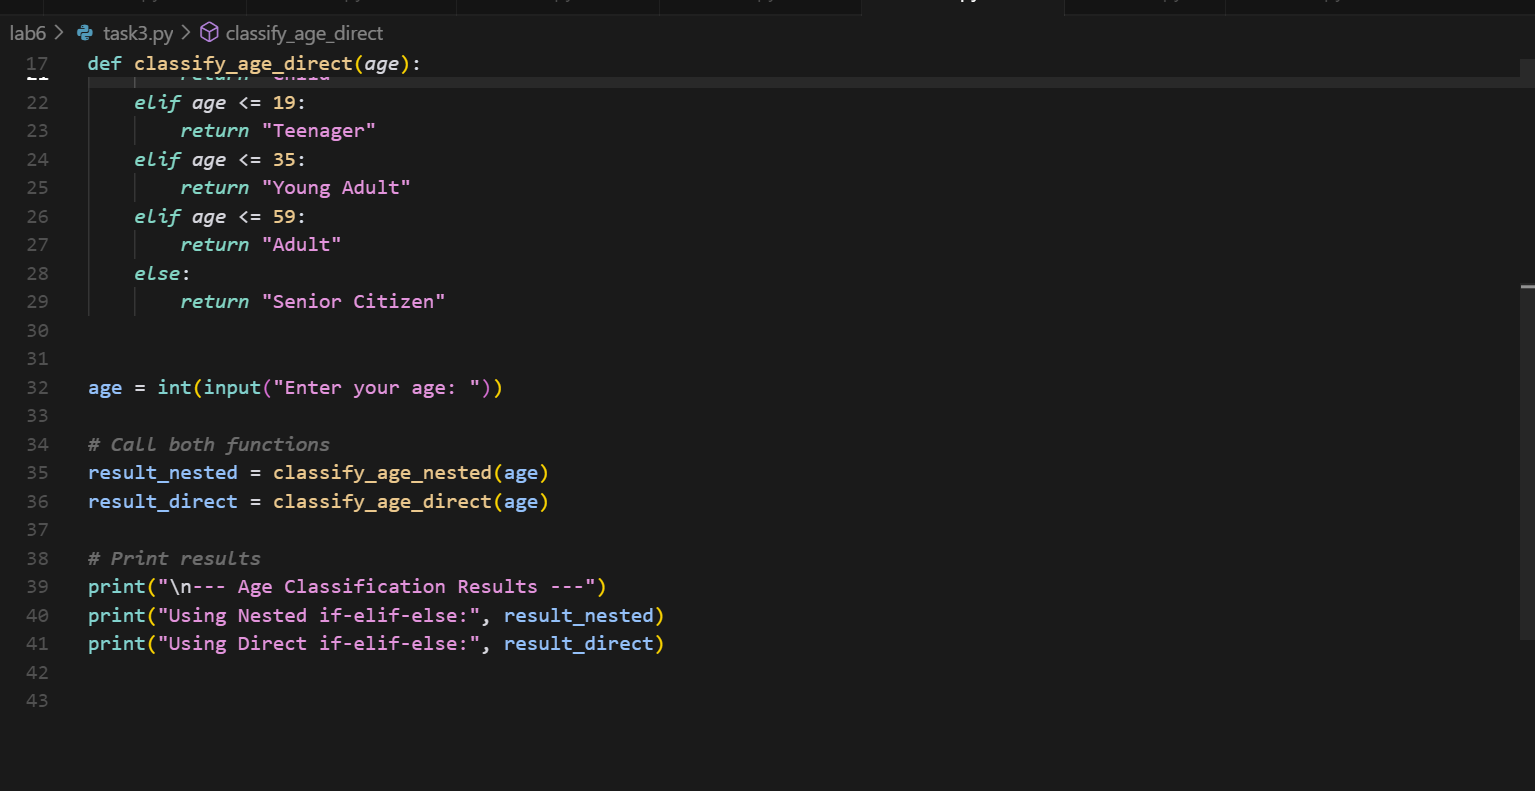 lab6 > task3.py > classify_age_direct
17 def classify_age_direct(age):
21 return "Child"
22 elif age <= 19:
23 return "Teenager"
24 elif age <= 35:
25 return "Young Adult"
26 elif age <= 59:
27 return "Adult"
28 else:
29 return "Senior Citizen"
30
31
32 age = int(input("Enter your age: "))
33
34 # Call both functions
35 result_nested = classify_age_nested(age)
36 result_direct = classify_age_direct(age)
37
38 # Print results
39 print("\n--- Age Classification Results ---")
40 print("Using Nested if-elif-else:", result_nested)
41 print("Using Direct if-elif-else:", result_direct)
42
43